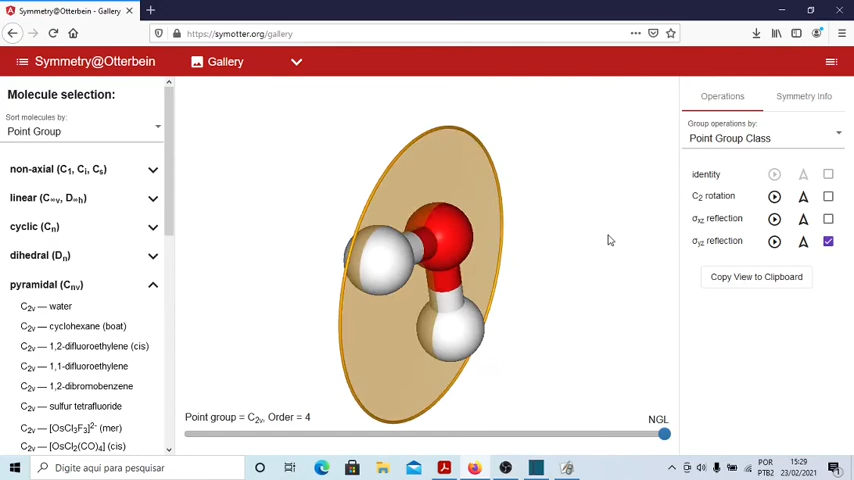 Symmetry@Otterbein - Gallery
https://symotter.org/gallery
Symmetry@Otterbein
Gallery
Molecule selection:
Sort molecules by:
Point Group
non-axial (C₁, Cᵢ, Cₛ)
linear (C∞ᵥ, D∞ₕ)
cyclic (Cₙ)
dihedral (Dₙ)
pyramidal (Cₙᵥ)
C₂ᵥ — water
C₂ᵥ — cyclohexane (boat)
C₂ᵥ — 1,2-difluoroethylene (cis)
C₂ᵥ — 1,1-difluoroethylene
C₂ᵥ — 1,2-dibromobenzene
C₂ᵥ — sulfur tetrafluoride
C₂ᵥ — [OsCl₃F₃]²⁻ (mer)
C₂ᵥ — [OsCl₂(CO)₄] (cis)
Point group = C₂ᵥ, Order = 4
NGL
Operations
Symmetry Info
Group operations by:
Point Group Class
identity
C₂ rotation
σxz reflection
σyz reflection
Copy View to Clipboard
Digite aqui para pesquisar
POR
PTB2
15:29
23/02/2021